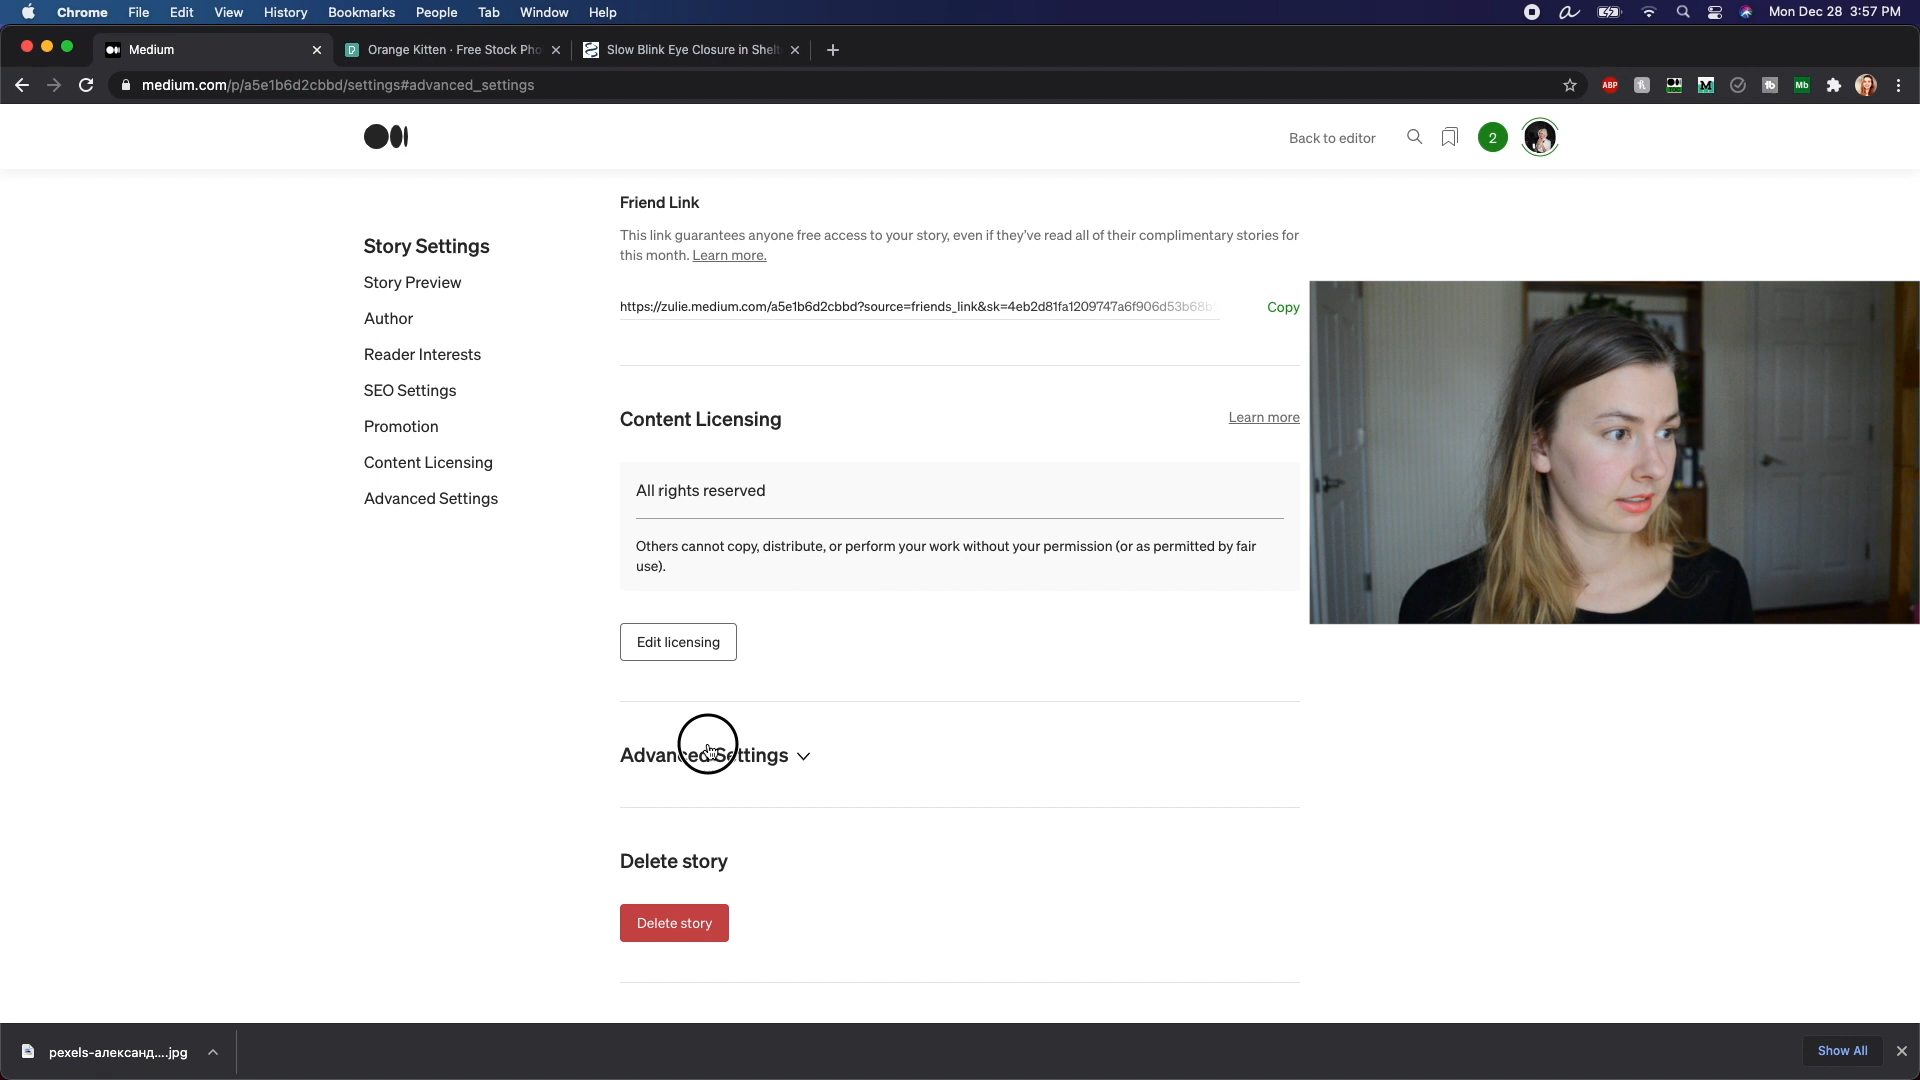 Chrome File Edit View History Bookmarks People Tab Window Help Mon Dec 28 3:57 PM
Medium Orange Kitten · Free Stock Pho Slow Blink Eye Closure in Shel
medium.com/p/a5e1b6d2cbbd/settings#advanced_settings ABP Mb
Back to editor 2
Story Settings
Story Preview
Author
Reader Interests
SEO Settings
Promotion
Content Licensing
Advanced Settings
Friend Link
This link guarantees anyone free access to your story, even if they've read all of their complimentary stories for
this month. Learn more.
https://zulie.medium.com/a5e1b6d2cbbd?source=friends_link&sk=4eb2d81fa1209747a6f906d53b68b Copy
Content Licensing Learn more
All rights reserved
Others cannot copy, distribute, or perform your work without your permission (or as permitted by fair
use).
Edit licensing
Advanced Settings
Delete story
Delete story
pexels-александ....jpg Show All